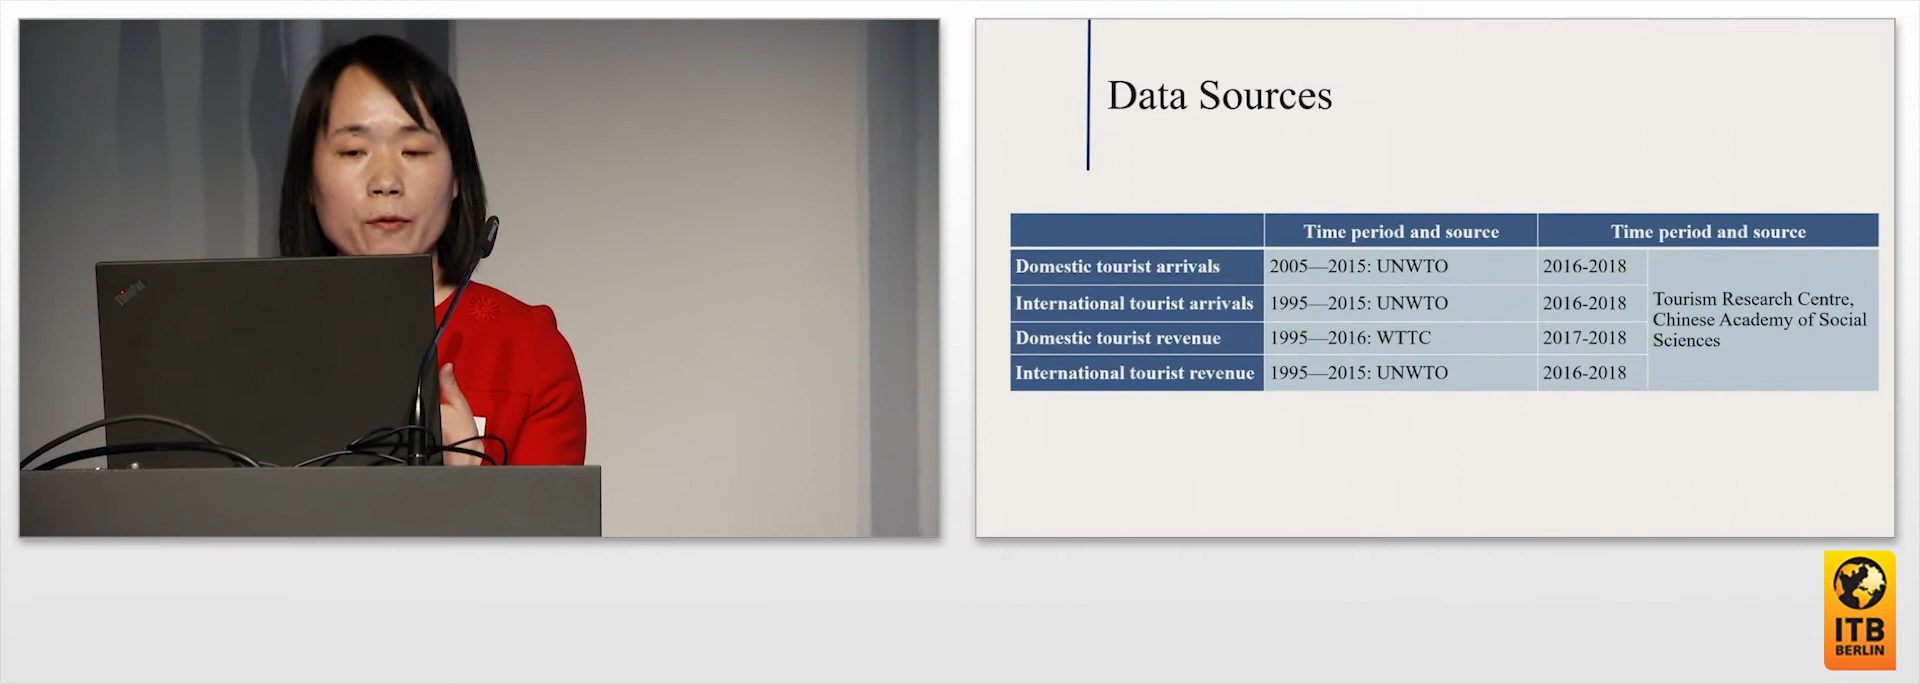 ThinkPad
Data Sources
Time period and source Time period and source
Domestic tourist arrivals 2005—2015: UNWTO 2016-2018
International tourist arrivals 1995—2015: UNWTO 2016-2018
Domestic tourist revenue 1995—2016: WTTC 2017-2018
International tourist revenue 1995—2015: UNWTO 2016-2018
Tourism Research Centre,
Chinese Academy of Social
Sciences
ITB
BERLIN